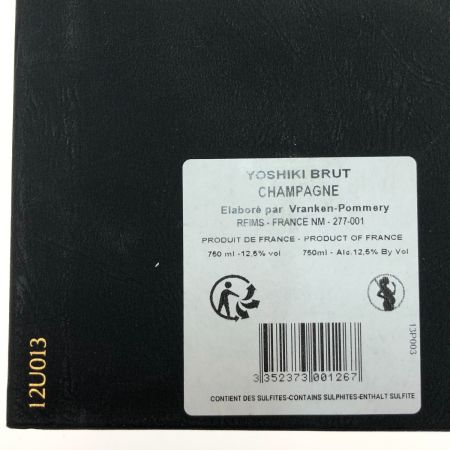 YOSHIKI BRUT
CHAMPAGNE
Elaboré par Vranken-Pommery
REIMS - FRANCE NM - 277-001
PRODUIT DE FRANCE - PRODUCT OF FRANCE
750 ml -12,5% vol 750ml - Alc.12,5% By Vol
13P003
3 352373 001267
CONTIENT DES SULFITES-CONTAINS SULPHITES-ENTHALT SULFITE
12U013